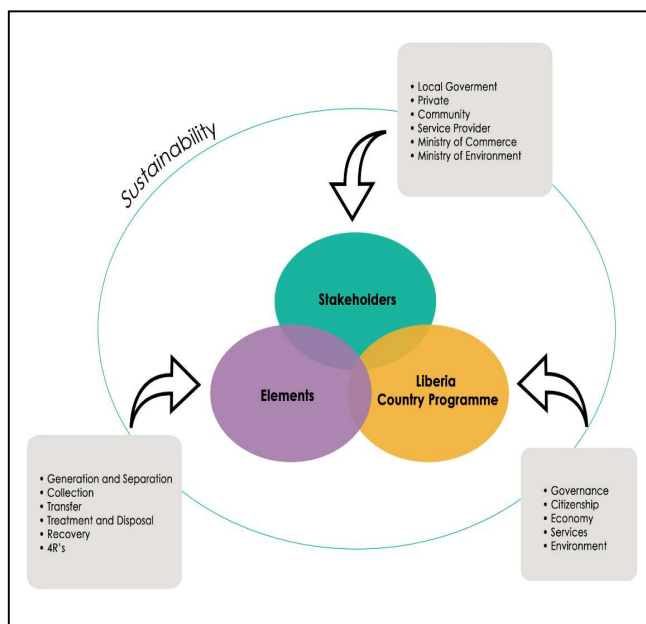 • Local Goverment
• Private
• Community
• Service Provider
• Ministry of Commerce
• Ministry of Environment
Sustainability
Stakeholders
Elements
Liberia
Country Programme
• Generation and Separation
• Collection
• Transfer
• Treatment and Disposal
• Recovery
• 4R's
• Governance
• Citizenship
• Economy
• Services
• Environment